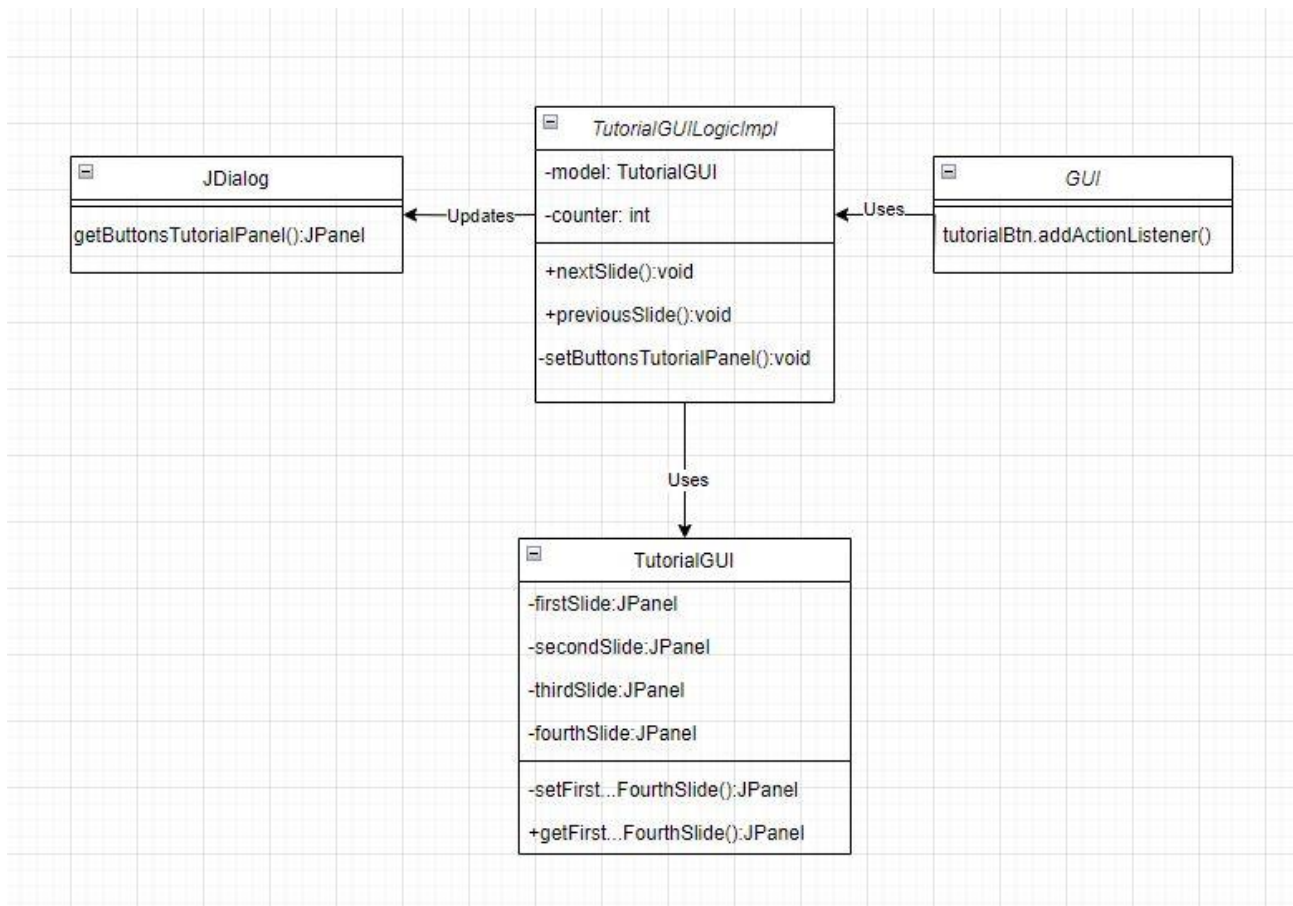 TutorialGUILogicImpl
-model: TutorialGUI
-counter: int
+nextSlide():void
+previousSlide():void
-setButtonsTutorialPanel():void
JDialog
getButtonsTutorialPanel():JPanel
Updates
GUI
tutorialBtn.addActionListener()
Uses
Uses
TutorialGUI
-firstSlide:JPanel
-secondSlide:JPanel
-thirdSlide:JPanel
-fourthSlide:JPanel
-setFirst...FourthSlide():JPanel
+getFirst...FourthSlide():JPanel